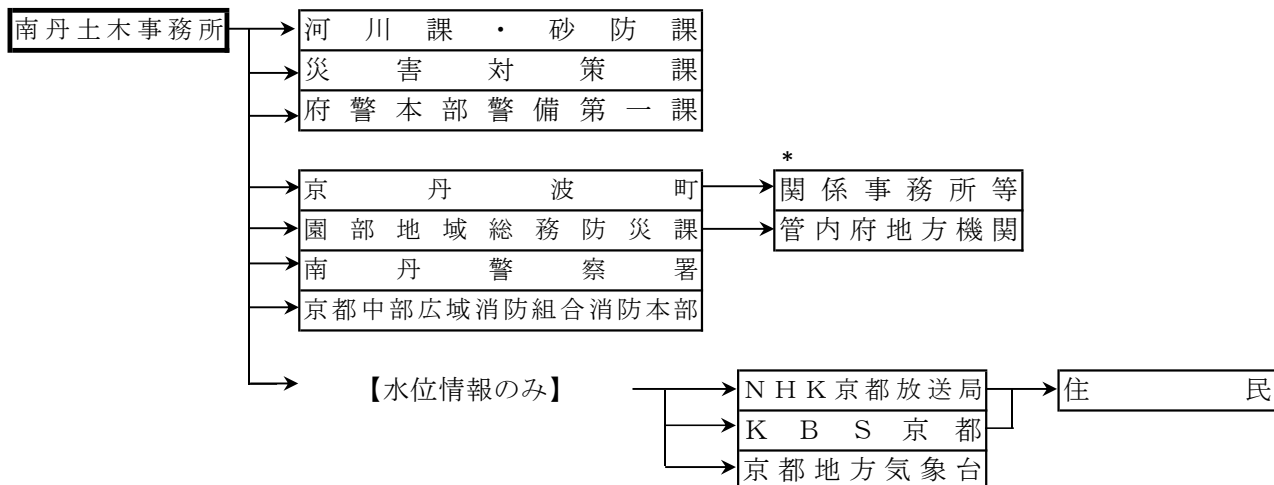 南丹土木事務所
河川課・砂防課
災害対策課
府警本部警備第一課
*
京丹波町
関係事務所等
園部地域総務防災課
管内府地方機関
南丹警察署
京都中部広域消防組合消防本部
【水位情報のみ】
NHK京都放送局
住民
KBS京都
京都地方気象台